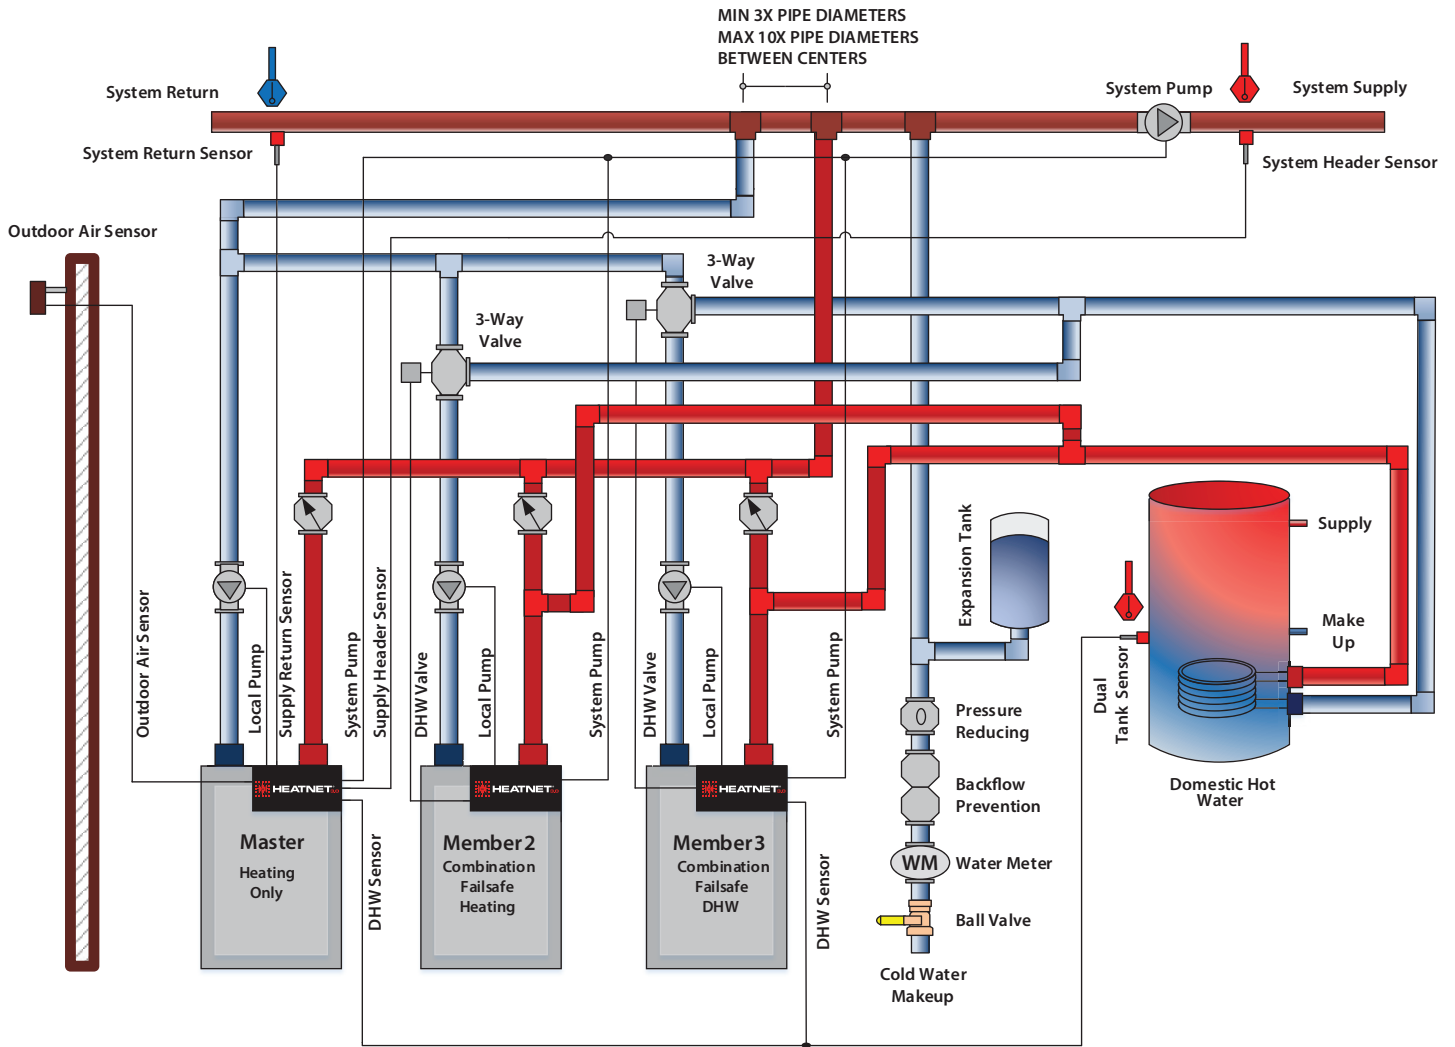 MIN 3X PIPE DIAMETERS
MAX 10X PIPE DIAMETERS
BETWEEN CENTERS
System Return
System Pump
System Supply
System Return Sensor
System Header Sensor
Outdoor Air Sensor
3-Way
Valve
3-Way
Valve
Expansion Tank
Supply
Make
Up
Dual
Tank Sensor
Domestic Hot
Water
Outdoor Air Sensor
Local Pump
Supply Return Sensor
System Pump
Supply Header Sensor
DHW Valve
Local Pump
System Pump
DHW Valve
Local Pump
System Pump
Pressure
Reducing
Backflow
Prevention
WM
Water Meter
Ball Valve
Cold Water
Makeup
HEATNET
HEATNET
HEATNET
Master
Heating
Only
Member 2
Combination
Failsafe
Heating
Member 3
Combination
Failsafe
DHW
DHW Sensor
DHW Sensor